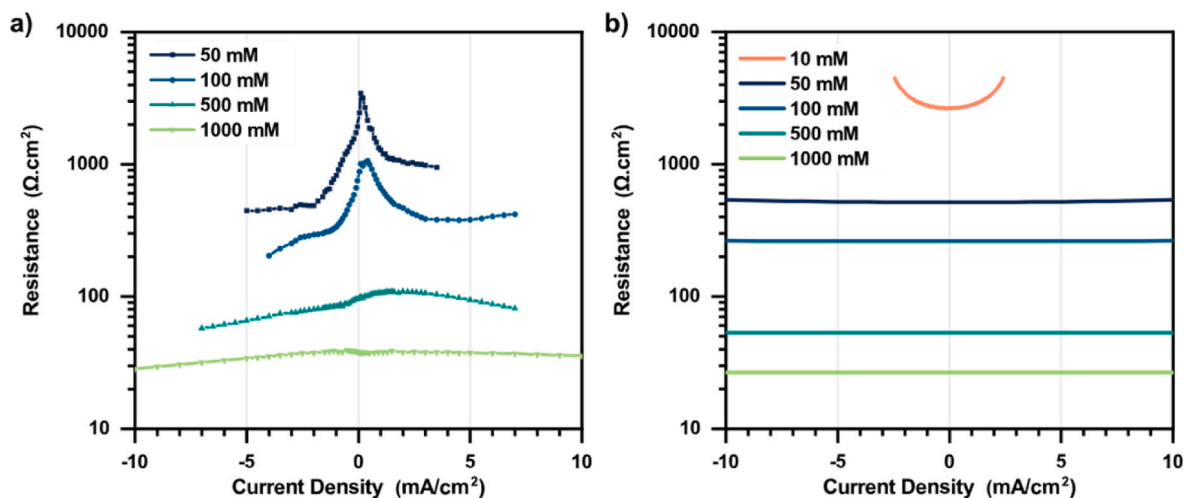 a)
50 mM
100 mM
500 mM
1000 mM
10000
1000
100
10
Resistance (Ω.cm²)
-10 -5 0 5 10
Current Density (mA/cm²)
b)
10 mM
50 mM
100 mM
500 mM
1000 mM
10000
1000
100
10
Resistance (Ω.cm²)
-10 -5 0 5 10
Current Density (mA/cm²)